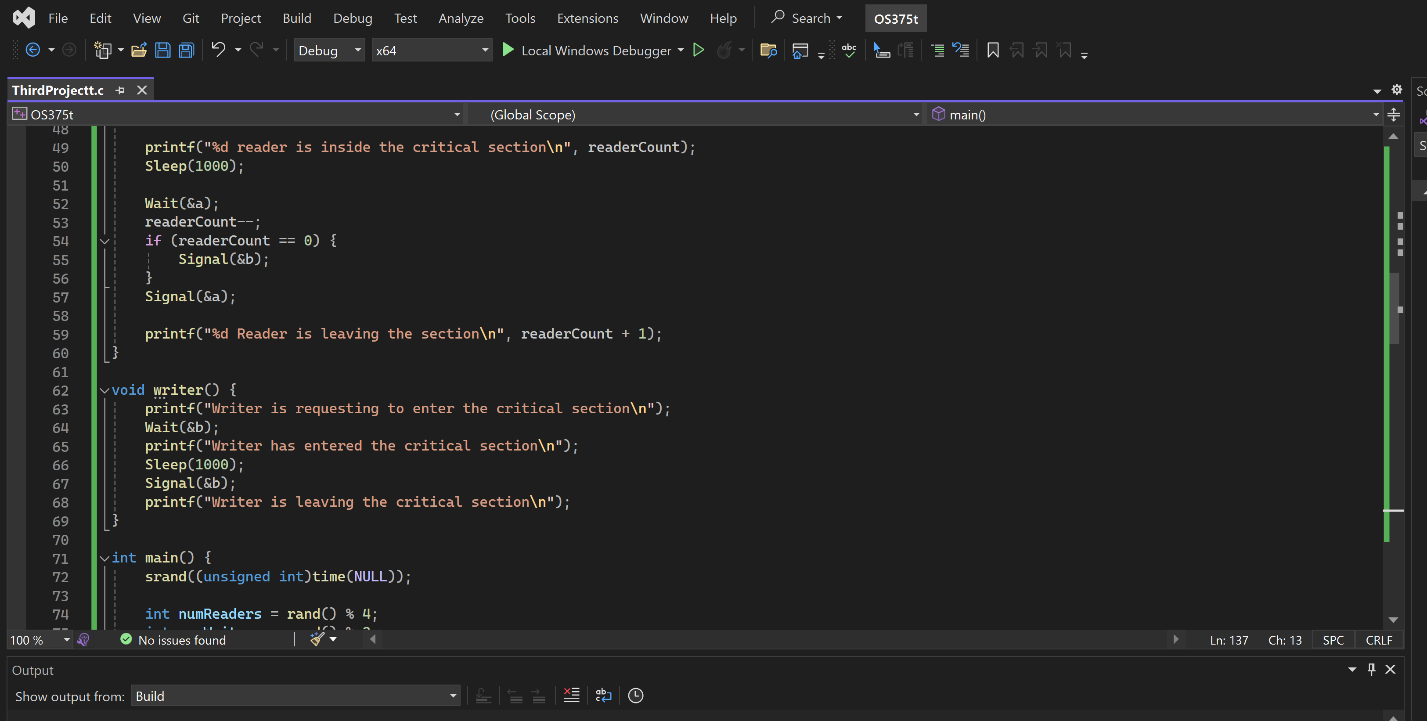 File Edit View Git Project Build Debug Test Analyze Tools Extensions Window Help Search OS375t
Debug x64 Local Windows Debugger
ThirdProjectt.c
OS375t (Global Scope) main()
48
49 printf("%d reader is inside the critical section\n", readerCount);
50 Sleep(1000);
51
52 Wait(&a);
53 readerCount--;
54 if (readerCount == 0) {
55 Signal(&b);
56 }
57 Signal(&a);
58
59 printf("%d Reader is leaving the section\n", readerCount + 1);
60 }
61
62 void writer() {
63 printf("Writer is requesting to enter the critical section\n");
64 Wait(&b);
65 printf("Writer has entered the critical section\n");
66 Sleep(1000);
67 Signal(&b);
68 printf("Writer is leaving the critical section\n");
69 }
70
71 int main() {
72 srand((unsigned int)time(NULL));
73
74 int numReaders = rand() % 4;
100 % No issues found Ln: 137 Ch: 13 SPC CRLF
Output
Show output from: Build